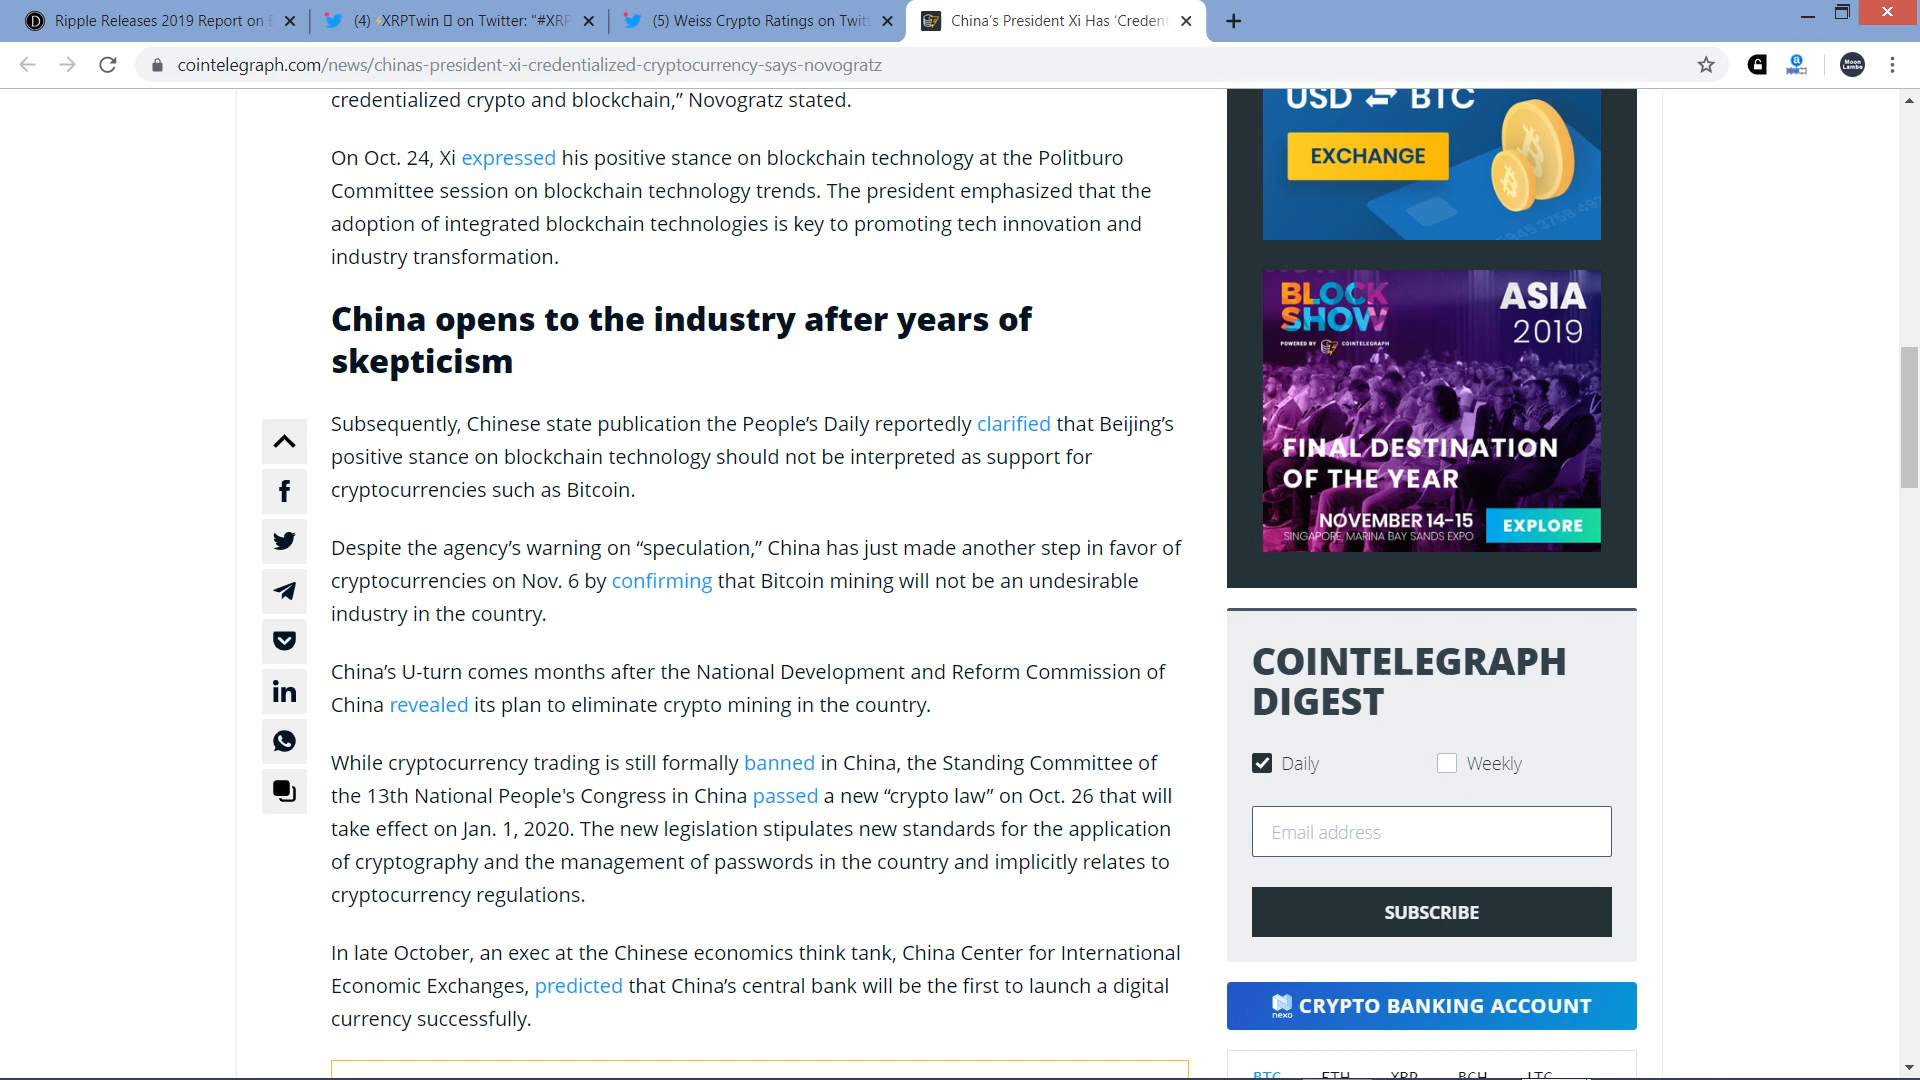 Ripple Releases 2019 Report on
(4) XRPTwin on Twitter: "#XRP
(5) Weiss Crypto Ratings on Twitt
China's President Xi Has 'Credent
cointelegraph.com/news/chinas-president-xi-credentialized-cryptocurrency-says-novogratz
Moon
Lambo
credentialized crypto and blockchain,” Novogratz stated.
On Oct. 24, Xi expressed his positive stance on blockchain technology at the Politburo
Committee session on blockchain technology trends. The president emphasized that the
adoption of integrated blockchain technologies is key to promoting tech innovation and
industry transformation.
China opens to the industry after years of
skepticism
Subsequently, Chinese state publication the People’s Daily reportedly clarified that Beijing’s
positive stance on blockchain technology should not be interpreted as support for
cryptocurrencies such as Bitcoin.
Despite the agency’s warning on “speculation,” China has just made another step in favor of
cryptocurrencies on Nov. 6 by confirming that Bitcoin mining will not be an undesirable
industry in the country.
China’s U-turn comes months after the National Development and Reform Commission of
China revealed its plan to eliminate crypto mining in the country.
While cryptocurrency trading is still formally banned in China, the Standing Committee of
the 13th National People's Congress in China passed a new “crypto law” on Oct. 26 that will
take effect on Jan. 1, 2020. The new legislation stipulates new standards for the application
of cryptography and the management of passwords in the country and implicitly relates to
cryptocurrency regulations.
In late October, an exec at the Chinese economics think tank, China Center for International
Economic Exchanges, predicted that China’s central bank will be the first to launch a digital
currency successfully.
USD BTC
EXCHANGE
BLOCK
SHOW
POWERED BY COINTELEGRAPH
ASIA
2019
FINAL DESTINATION
OF THE YEAR
NOVEMBER 14-15
SINGAPORE, MARINA BAY SANDS EXPO
EXPLORE
COINTELEGRAPH
DIGEST
Daily
Weekly
Email address
SUBSCRIBE
nexo
CRYPTO BANKING ACCOUNT
BTC ETH XRP BCH LTC